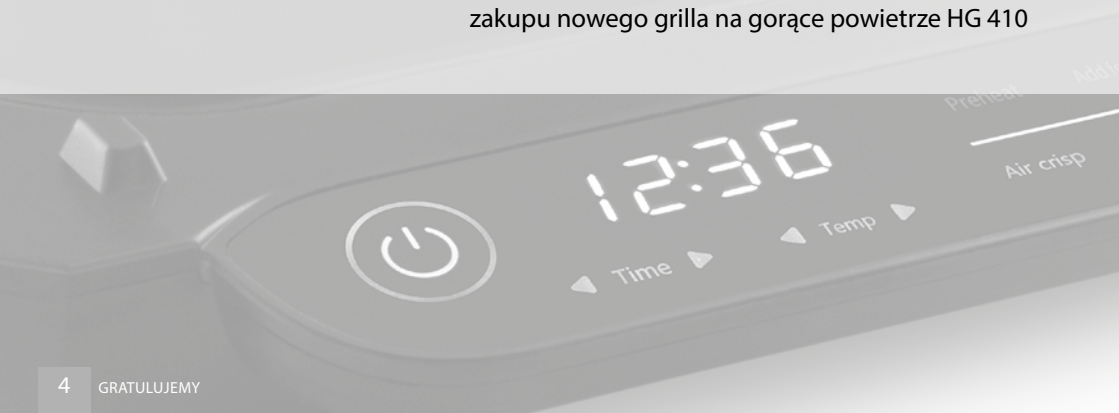 zakupu nowego grilla na gorące powietrze HG 410
Preheat
12:36
Air crisp
Time
Temp
4 GRATULUJEMY